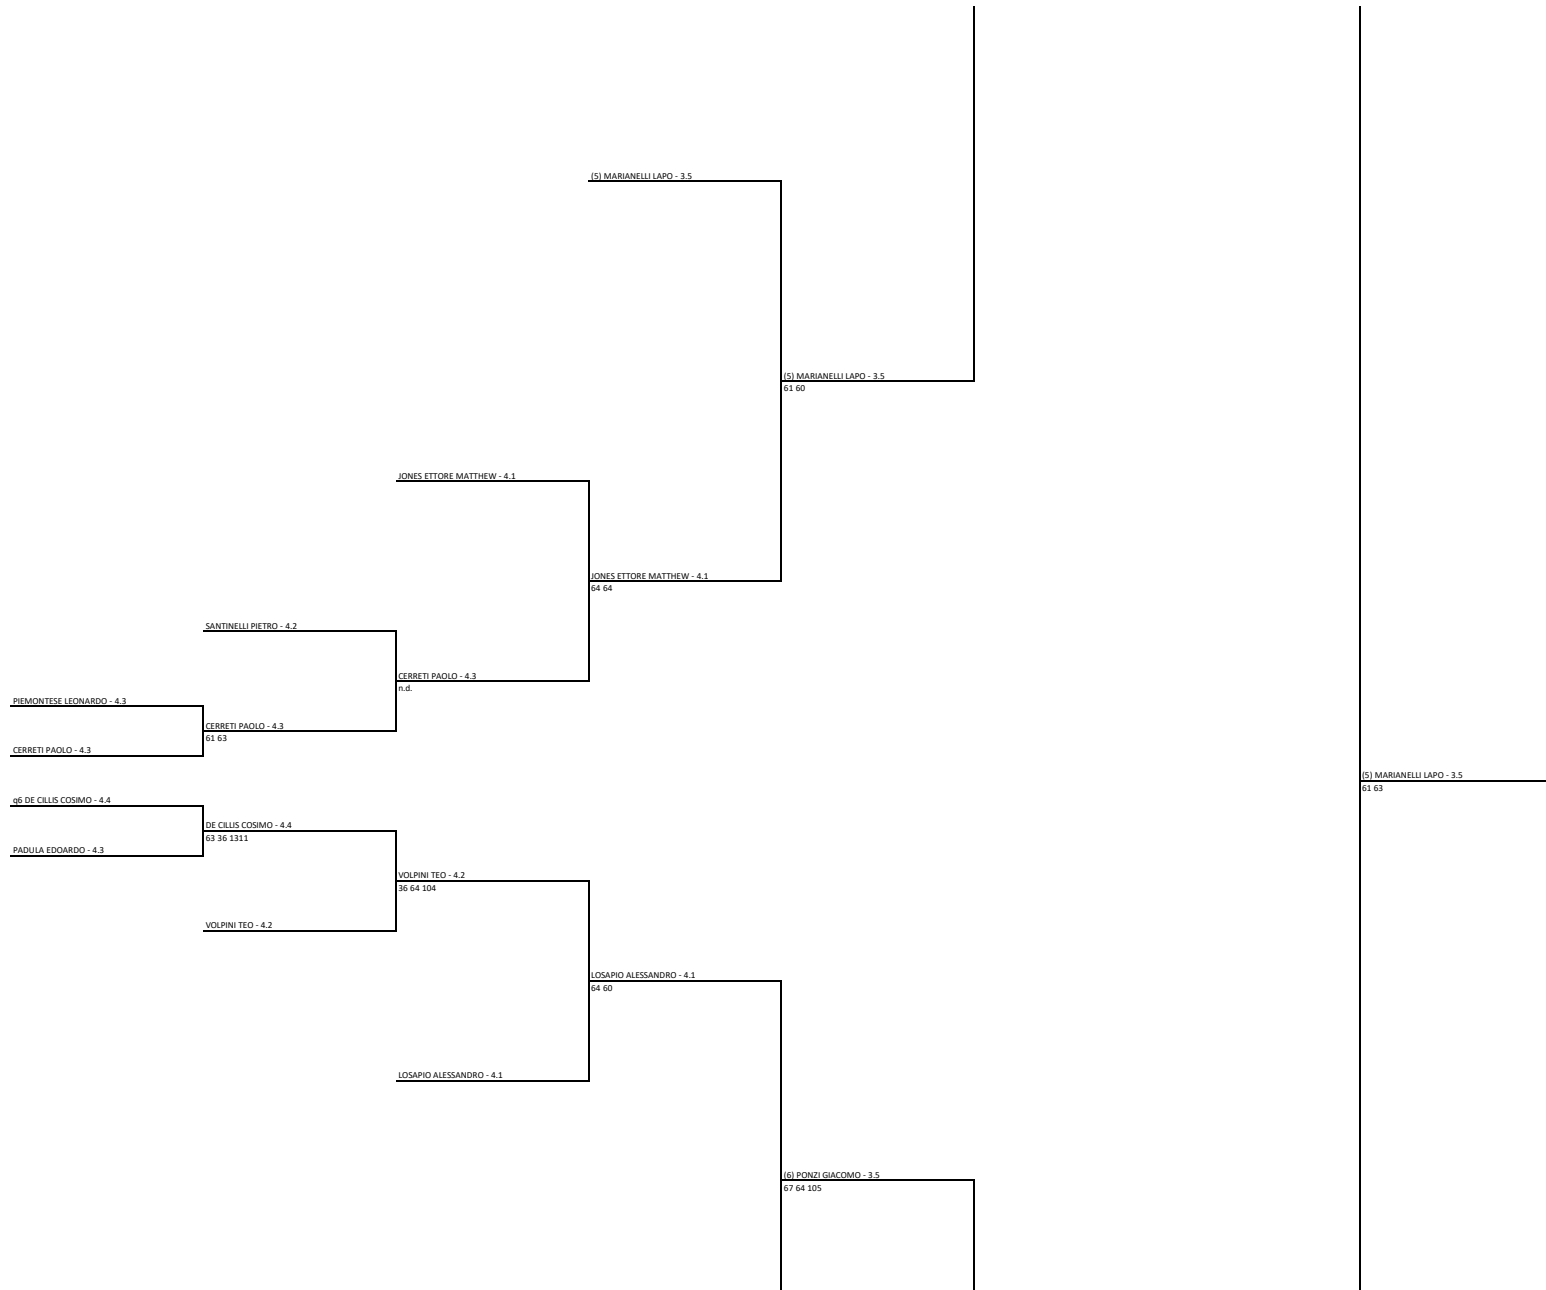 (5) MARIANELLI LAPO - 3.5
(5) MARIANELLI LAPO - 3.5
61 60
JONES ETTORE MATTHEW - 4.1
JONES ETTORE MATTHEW - 4.1
64 64
SANTINELLI PIETRO - 4.2
CERRETI PAOLO - 4.3
n.d.
PIEMONTESE LEONARDO - 4.3
CERRETI PAOLO - 4.3
61 63
CERRETI PAOLO - 4.3
(5) MARIANELLI LAPO - 3.5
61 63
q6 DE CILLIS COSIMO - 4.4
DE CILLIS COSIMO - 4.4
63 36 1311
PADULA EDOARDO - 4.3
VOLPINI TEO - 4.2
36 64 104
VOLPINI TEO - 4.2
LOSAPIO ALESSANDRO - 4.1
64 60
LOSAPIO ALESSANDRO - 4.1
(6) PONZI GIACOMO - 3.5
67 64 105